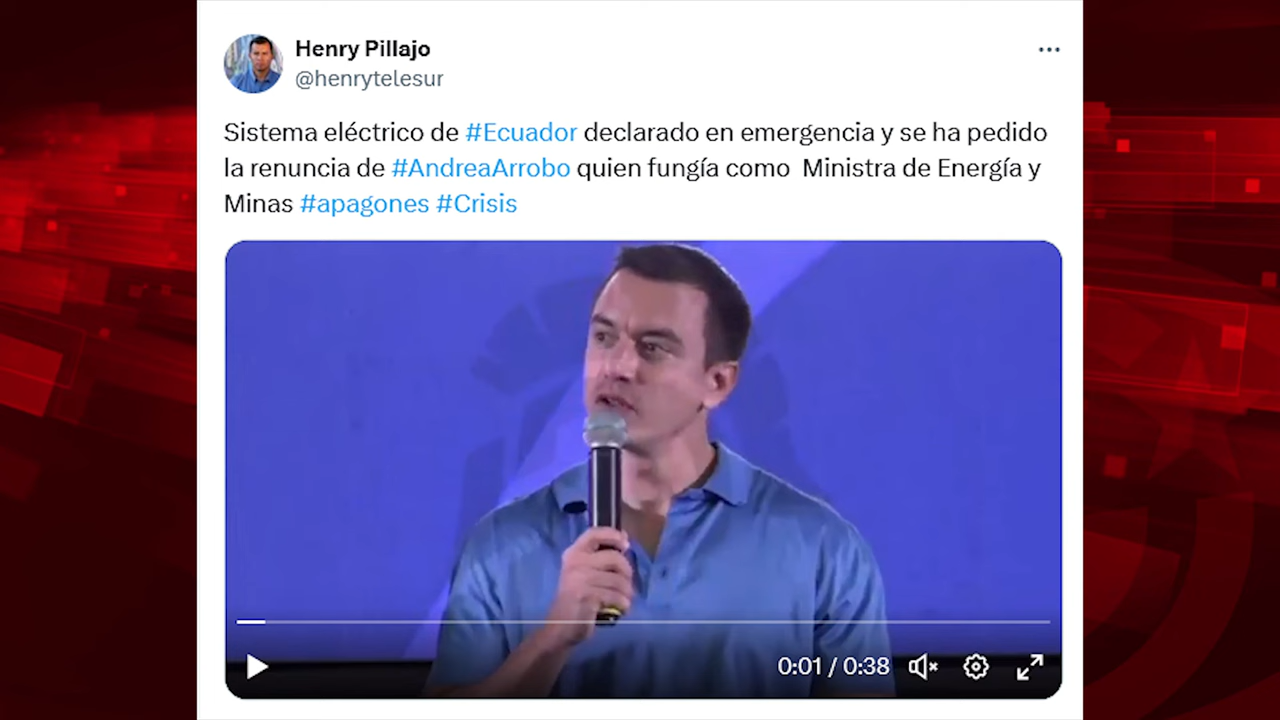 Henry Pillajo
@henrytelesur
Sistema eléctrico de #Ecuador declarado en emergencia y se ha pedido
la renuncia de #AndreaArrobo quien fungía como  Ministra de Energía y
Minas #apagones #Crisis
0:01 / 0:38